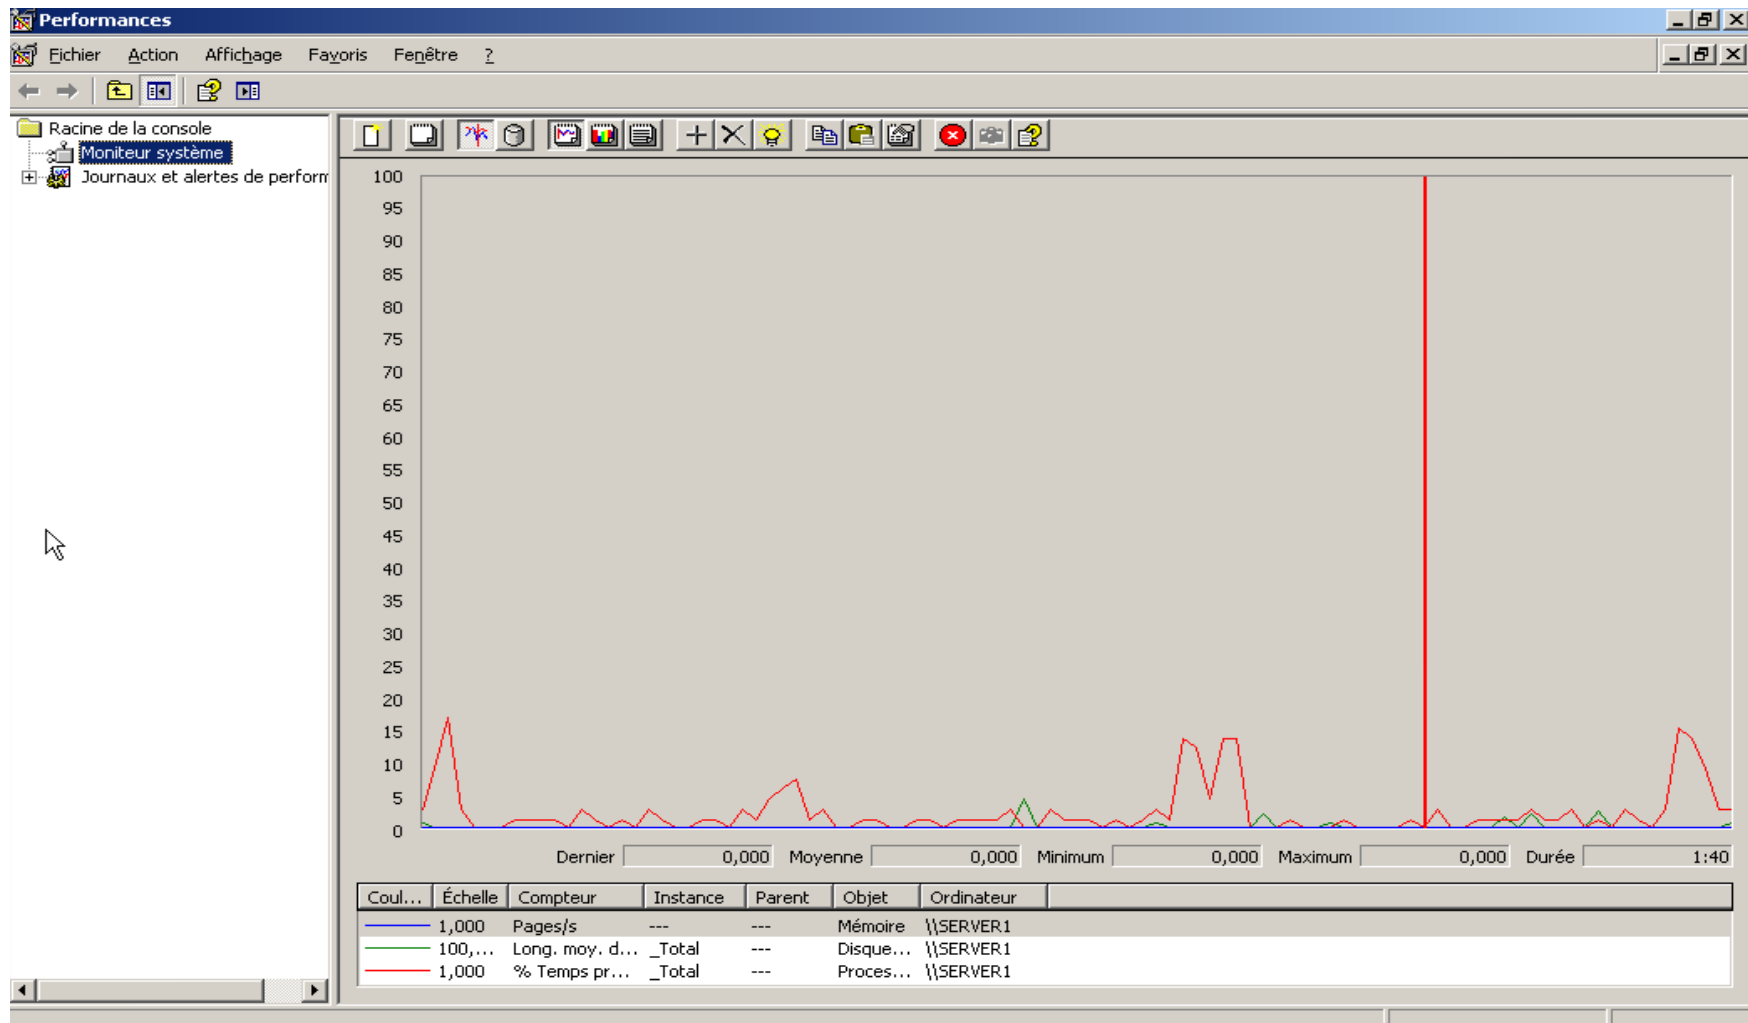 Performances
Fichier Action Affichage Favoris Fenêtre ?
Racine de la console
Moniteur système
Journaux et alertes de perform
100
95
90
85
80
75
70
65
60
55
50
45
40
35
30
25
20
15
10
5
0
Dernier 0,000 Moyenne 0,000 Minimum 0,000 Maximum 0,000 Durée 1:40
Coul... Échelle Compteur Instance Parent Objet Ordinateur
1,000 Pages/s --- --- Mémoire \\SERVER1
100,... Long. moy. d... _Total --- Disque... \\SERVER1
1,000 % Temps pr... _Total --- Proces... \\SERVER1